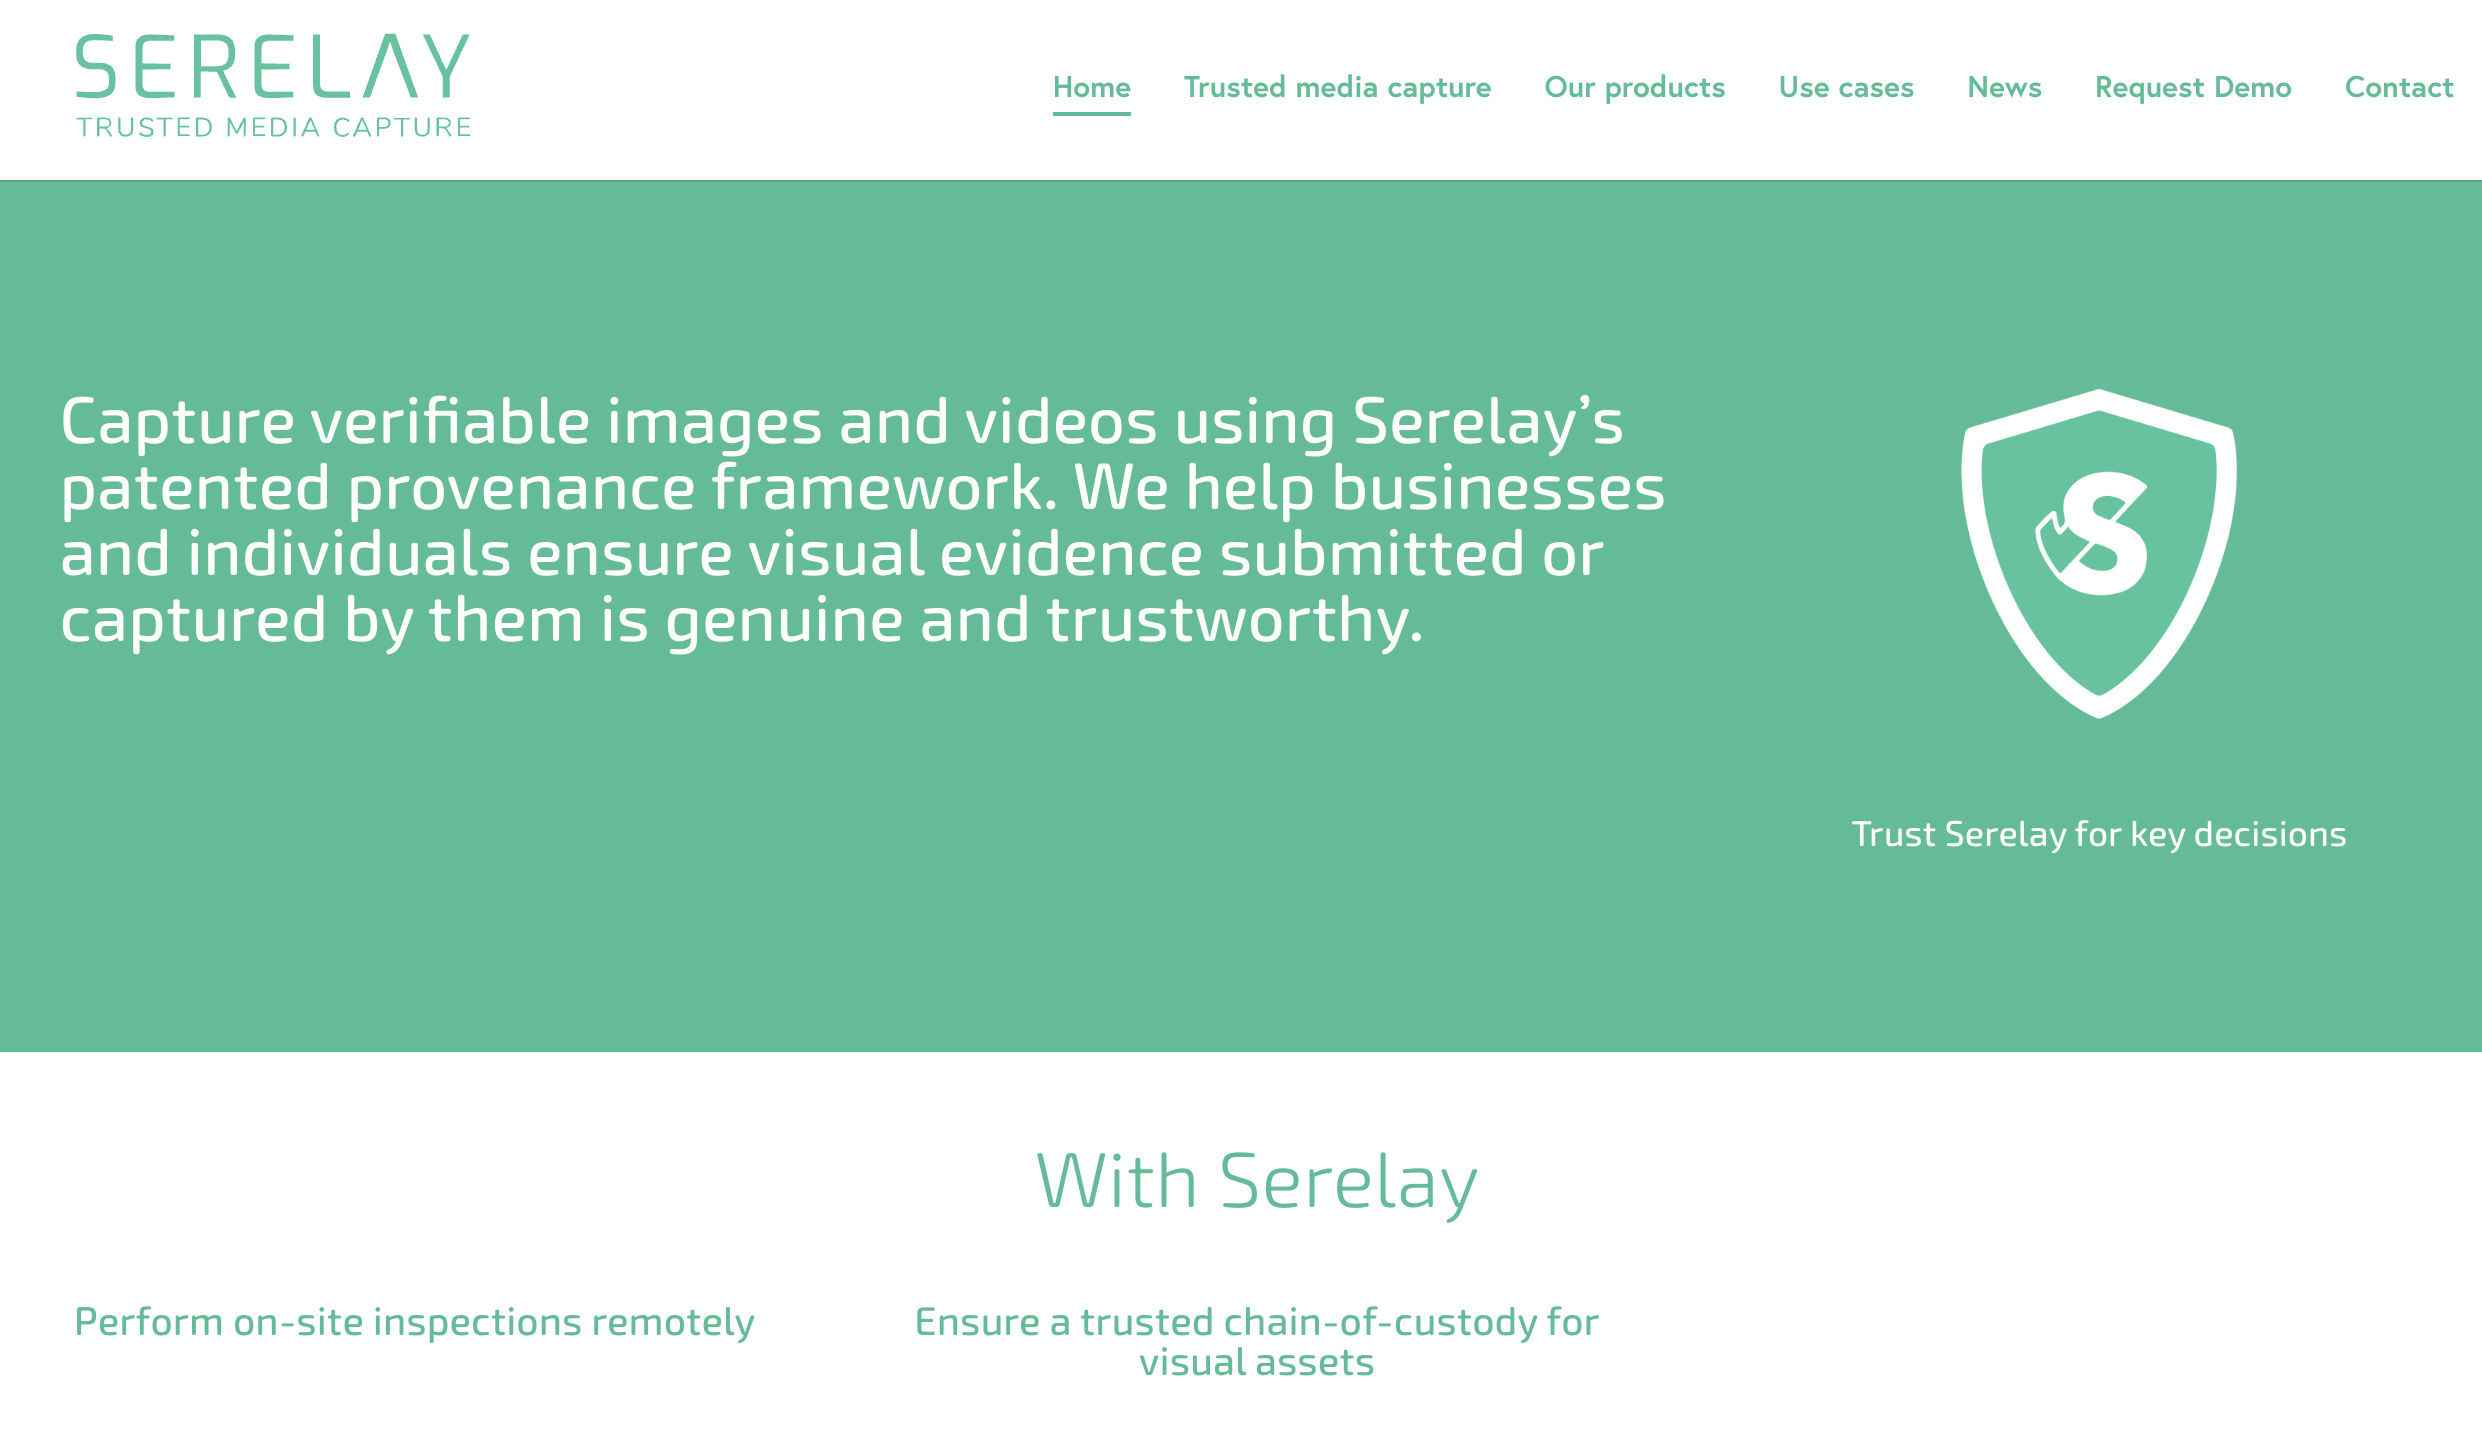 SERELAY
TRUSTED MEDIA CAPTURE
Home Trusted media capture Our products Use cases News Request Demo Contact
Capture verifiable images and videos using Serelay’s
patented provenance framework. We help businesses
and individuals ensure visual evidence submitted or
captured by them is genuine and trustworthy.
S
Trust Serelay for key decisions
With Serelay
Perform on-site inspections remotely
Ensure a trusted chain-of-custody for
visual assets